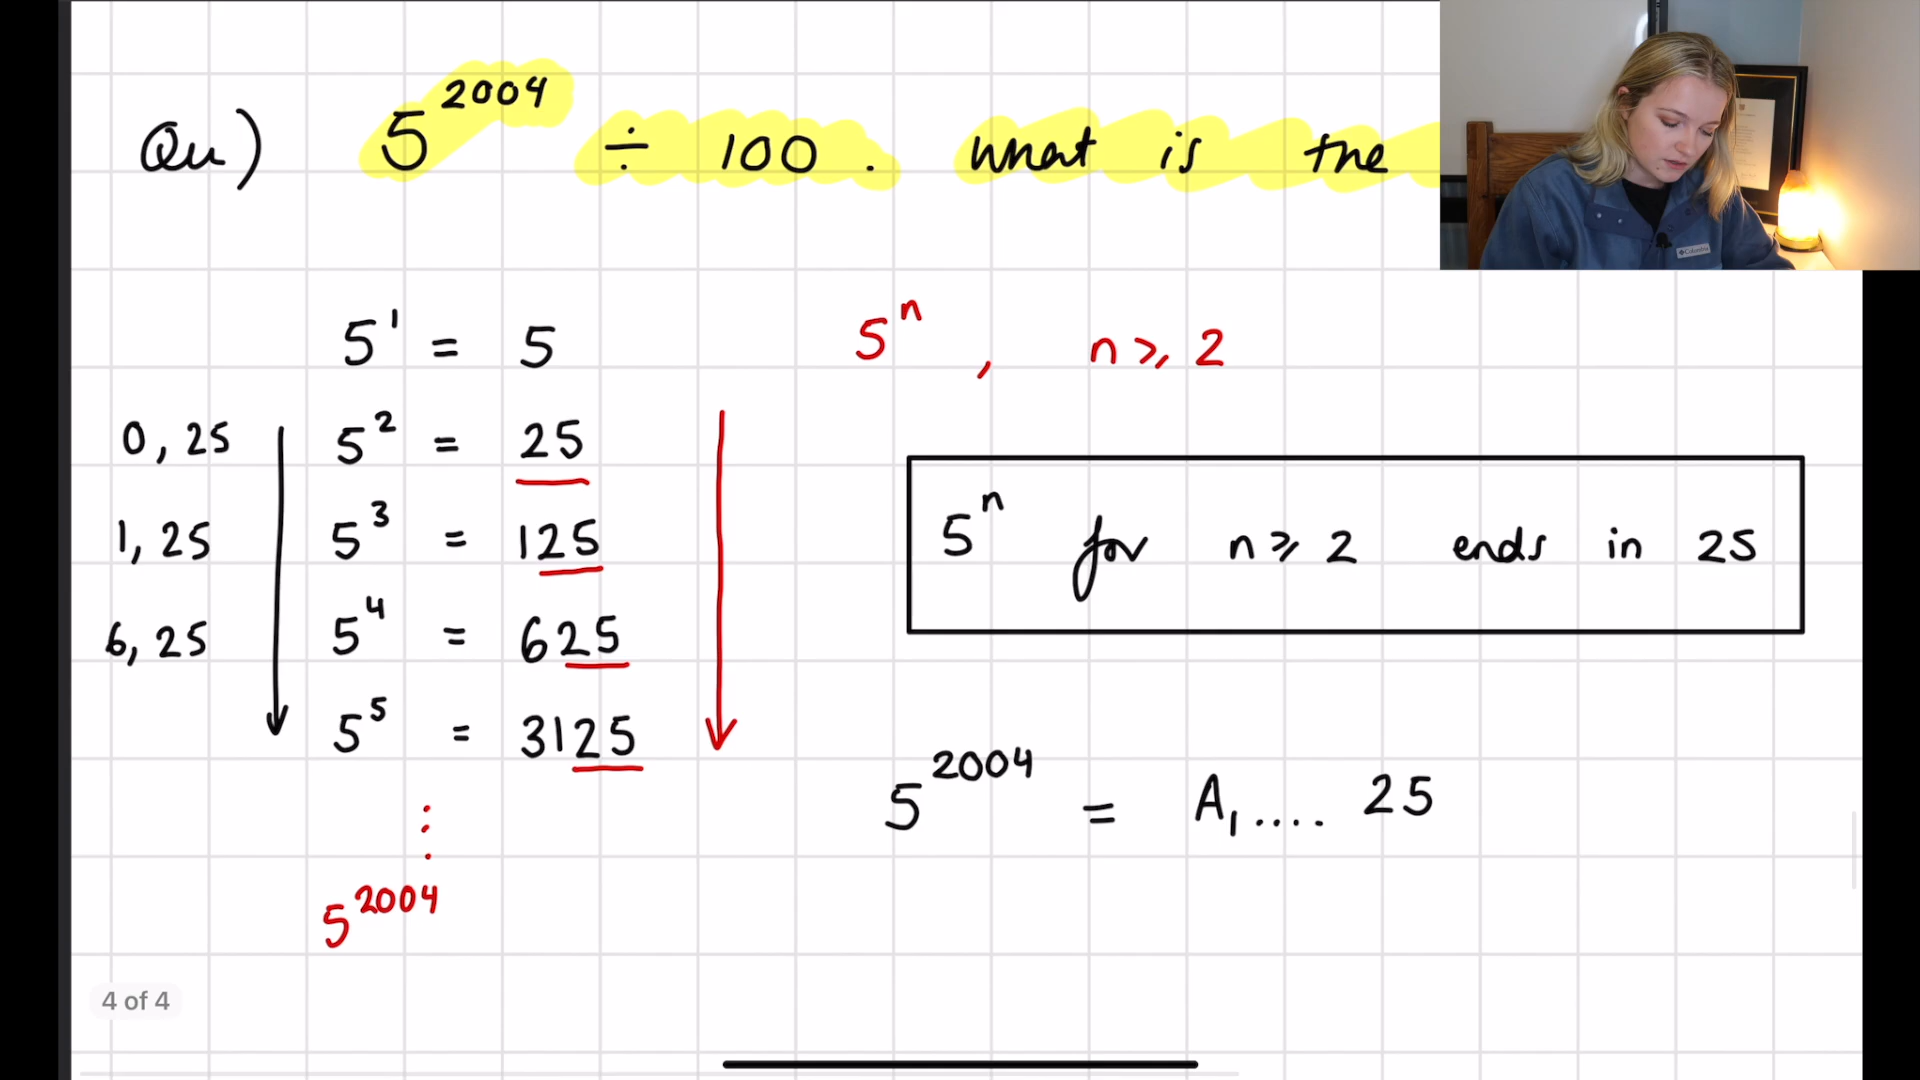 Qu) 5^2004 ÷ 100 . what is the
5^1 = 5
5^n , n ⩾ 2
0, 25 5^2 = 25
1, 25 5^3 = 125
5^n for n ⩾ 2 ends in 25
6, 25 5^4 = 625
5^5 = 3125
5^2004 = A, .... 25
⋮
5^2004
4 of 4
Columbia